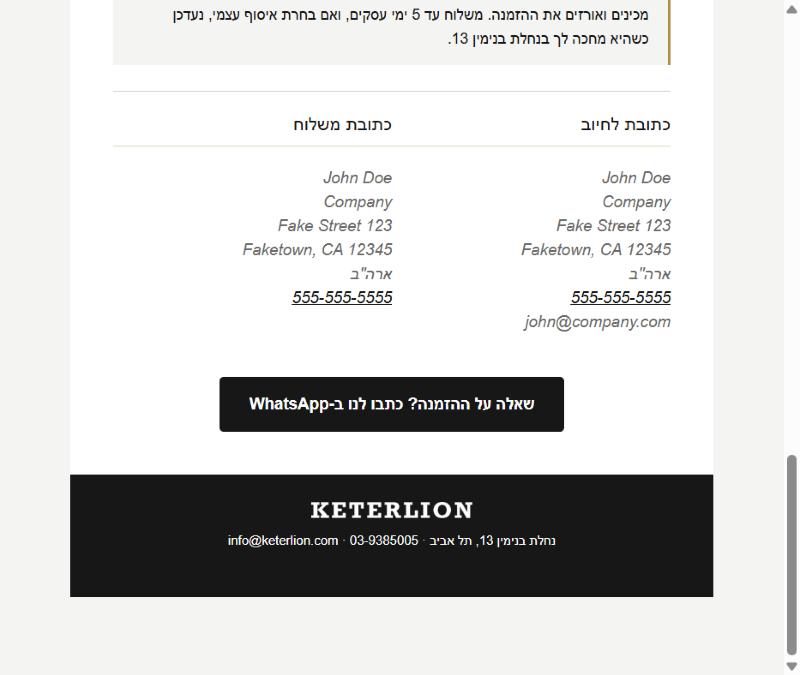 מכינים ואורזים את ההזמנה. משלוח עד 5 ימי עסקים, ואם בחרת איסוף עצמי, נעדכן
כשהיא מחכה לך בנחלת בנימין 13.
כתובת לחיוב
John Doe
Company
Fake Street 123
Faketown, CA 12345
ארה"ב
555-555-5555
john@company.com
כתובת משלוח
John Doe
Company
Fake Street 123
Faketown, CA 12345
ארה"ב
555-555-5555
שאלה על ההזמנה? כתבו לנו ב-WhatsApp
KETERLION
נחלת בנימין 13, תל אביב · 03-9385005 · info@keterlion.com